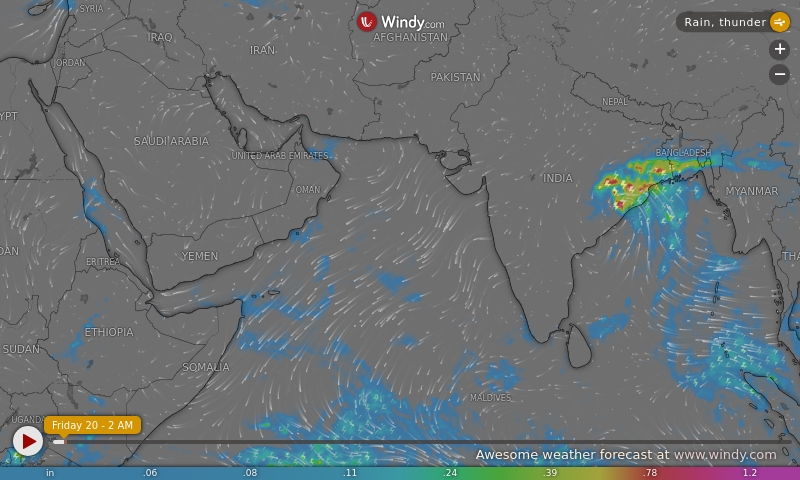 SYRIA
Windy.com
Rain, thunder
IRAQ
IRAN
AFGHANISTAN
JORDAN
PAKISTAN
NEPAL
YPT
SAUDI ARABIA
UNITED ARAB EMIRATES
BANGLADESH
OMAN
INDIA
MYANMAR
DAN
ERITREA
YEMEN
THA
ETHIOPIA
SUDAN
SOMALIA
MALDIVES
UGANDA
Friday 20 - 2 AM
Awesome weather forecast at www.windy.com
in .06 .08 .11 .24 .39 .78 1.2